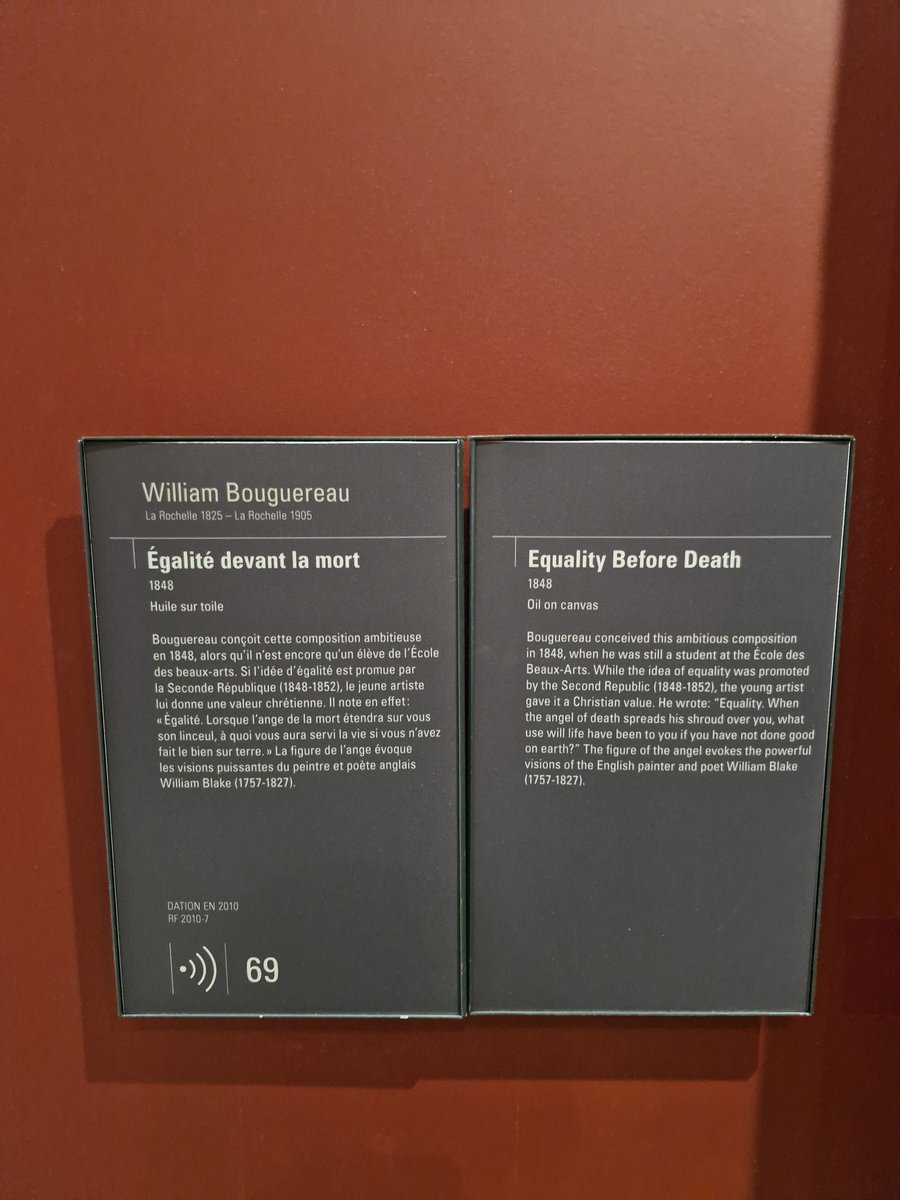 William Bouguereau
La Rochelle 1825 – La Rochelle 1905
Égalité devant la mort
1848
Huile sur toile
Bouguereau conçoit cette composition ambitieuse
en 1848, alors qu'il n'est encore qu'un élève de l'École
des beaux-arts. Si l'idée d'égalité est promue par
la Seconde République (1848-1852), le jeune artiste
lui donne une valeur chrétienne. Il note en effet :
« Égalité. Lorsque l'ange de la mort étendra sur vous
son linceul, à quoi vous aura servi la vie si vous n'avez
fait le bien sur terre. » La figure de l'ange évoque
les visions puissantes du peintre et poète anglais
William Blake (1757-1827).
DATION EN 2010
RF 2010-7
69
Equality Before Death
1848
Oil on canvas
Bouguereau conceived this ambitious composition
in 1848, when he was still a student at the École des
Beaux-Arts. While the idea of equality was promoted
by the Second Republic (1848-1852), the young artist
gave it a Christian value. He wrote: “Equality. When
the angel of death spreads his shroud over you, what
use will life have been to you if you have not done good
on earth?” The figure of the angel evokes the powerful
visions of the English painter and poet William Blake
(1757-1827).